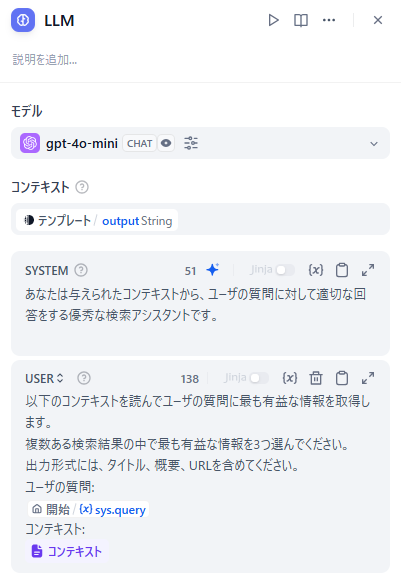 LLM
説明を追加...
モデル
gpt-4o-mini CHAT
コンテキスト
テンプレート / output String
SYSTEM 51 Jinja {x}
あなたは与えられたコンテキストから、ユーザの質問に対して適切な回
答をする優秀な検索アシスタントです。
USER 138 Jinja {x}
以下のコンテキストを読んでユーザの質問に最も有益な情報を取得し
ます。
複数ある検索結果の中で最も有益な情報を3つ選んでください。
出力形式には、タイトル、概要、URLを含めてください。
ユーザの質問:
開始 / {x} sys.query
コンテキスト:
コンテキスト